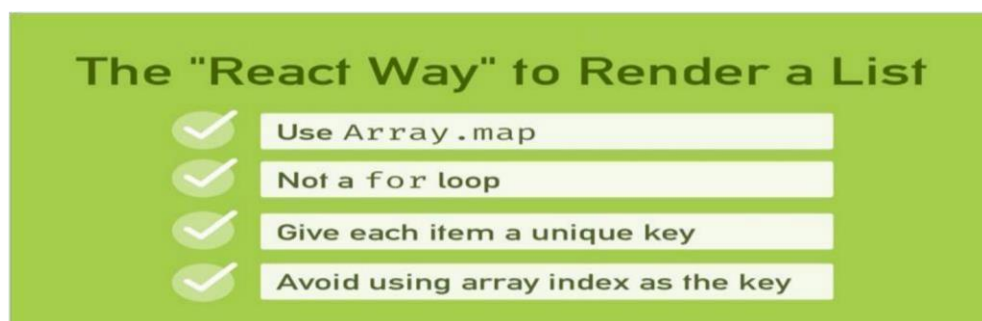 The "React Way" to Render a List
Use Array.map
Not a for loop
Give each item a unique key
Avoid using array index as the key